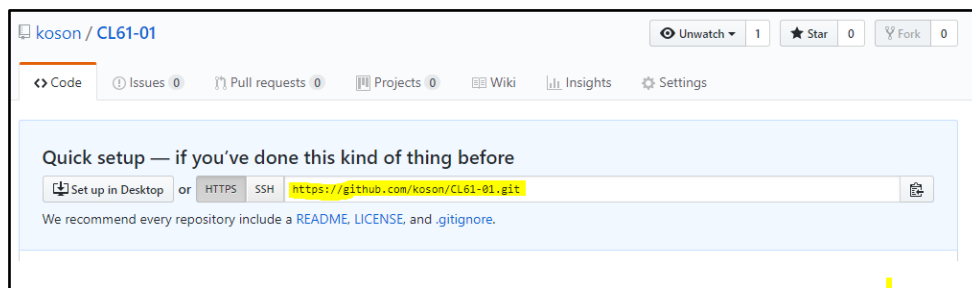 koson / CL61-01
Unwatch 1 Star 0 Fork 0
Code Issues 0 Pull requests 0 Projects 0 Wiki Insights Settings
Quick setup — if you've done this kind of thing before
Set up in Desktop or HTTPS SSH https://github.com/koson/CL61-01.git
We recommend every repository include a README, LICENSE, and .gitignore.